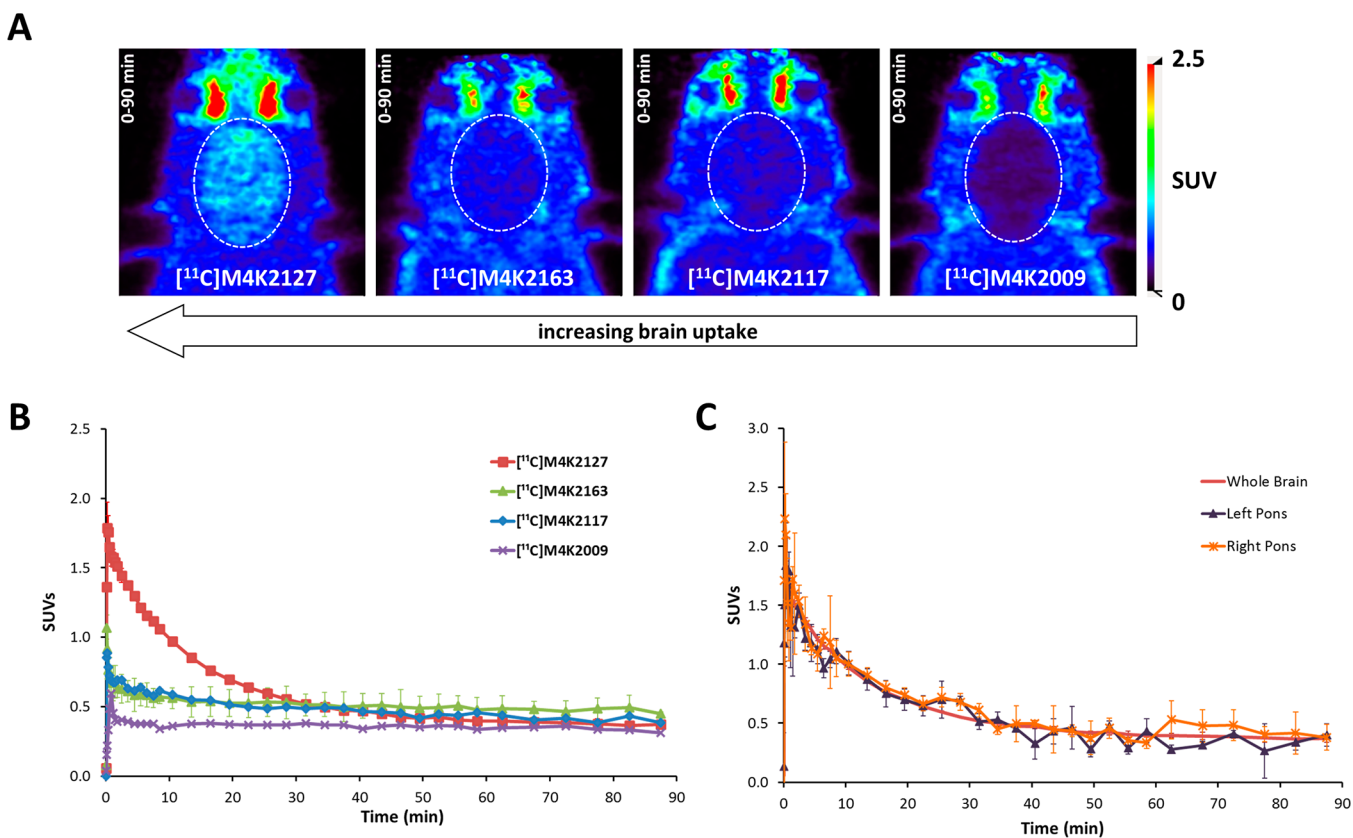 A
0-90 min
[¹¹C]M4K2127
0-90 min
[¹¹C]M4K2163
0-90 min
[¹¹C]M4K2117
0-90 min
[¹¹C]M4K2009
2.5
SUV
0
increasing brain uptake
B
2.5
2.0
1.5
1.0
0.5
0.0
SUVs
0 10 20 30 40 50 60 70 80 90
Time (min)
[¹¹C]M4K2127
[¹¹C]M4K2163
[¹¹C]M4K2117
[¹¹C]M4K2009
C
3.0
2.5
2.0
1.5
1.0
0.5
0.0
SUVs
0 10 20 30 40 50 60 70 80 90
Time (min)
Whole Brain
Left Pons
Right Pons